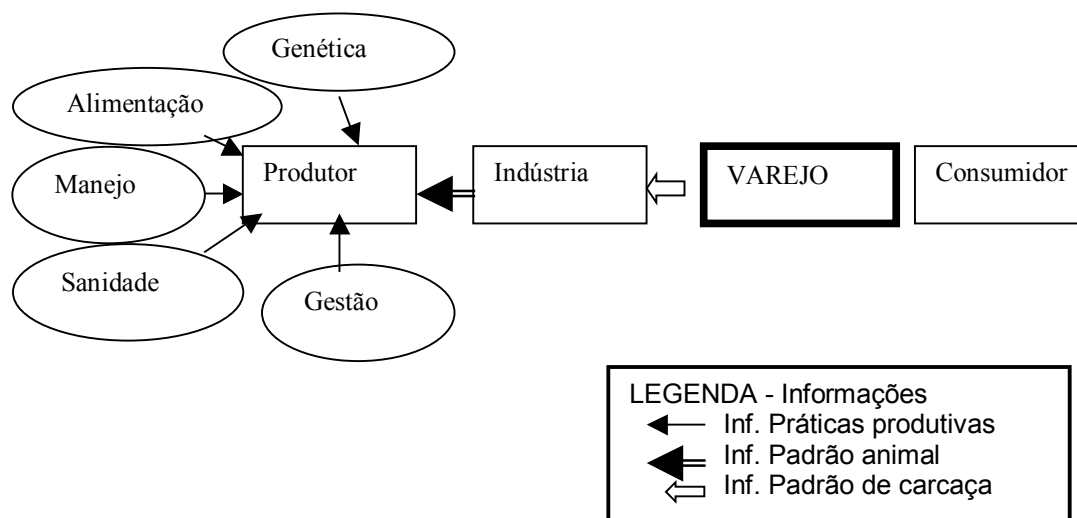 Genética
Alimentação
Manejo
Sanidade
Gestão
Produtor
Indústria
VAREJO
Consumidor
LEGENDA - Informações
Inf. Práticas produtivas
Inf. Padrão animal
Inf. Padrão de carcaça